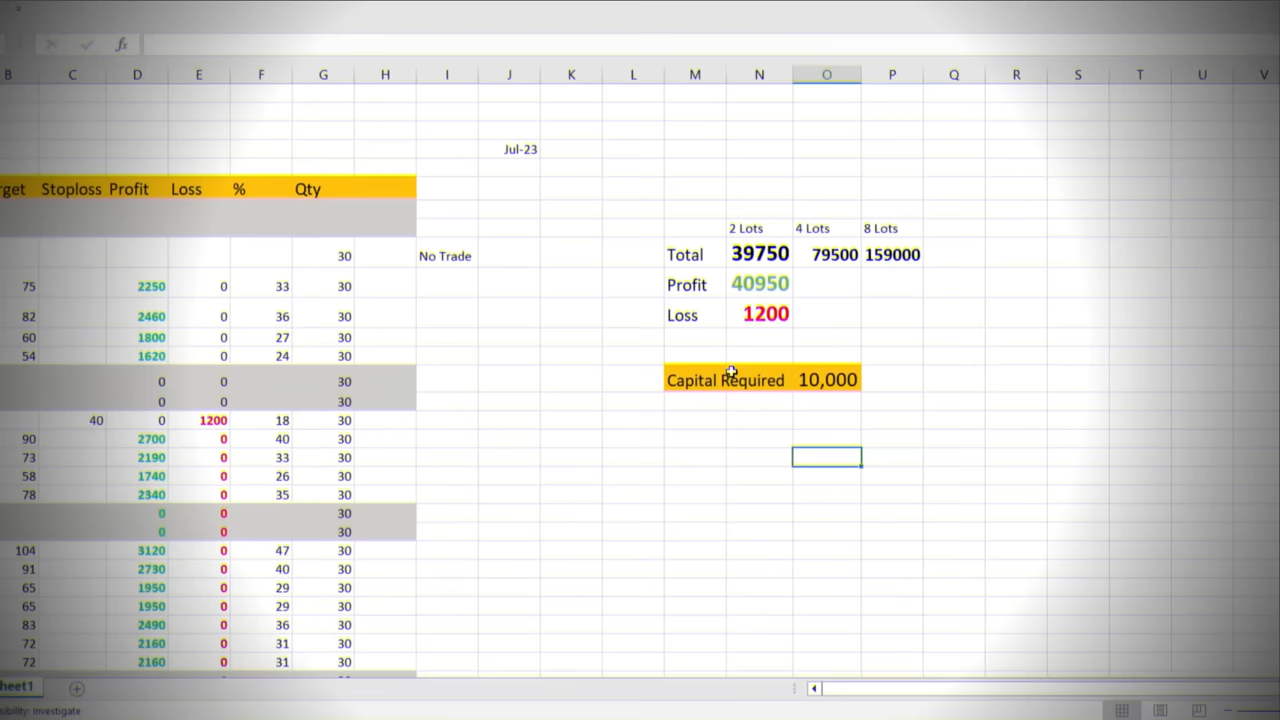 fx
B C D E F G H I J K L M N O P Q R S T U V
Jul-23
rget Stoploss Profit Loss % Qty
2 Lots 4 Lots 8 Lots
30 No Trade Total 39750 79500 159000
75 2250 0 33 30 Profit 40950
82 2460 0 36 30 Loss 1200
60 1800 0 27 30
54 1620 0 24 30
0 0 30 Capital Required 10,000
0 0 30
40 0 1200 18 30
90 2700 0 40 30
73 2190 0 33 30
58 1740 0 26 30
78 2340 0 35 30
0 0 30
0 0 30
104 3120 0 47 30
91 2730 0 40 30
65 1950 0 29 30
65 1950 0 29 30
83 2490 0 36 30
72 2160 0 31 30
72 2160 0 31 30
heet1
sibility: Investigate